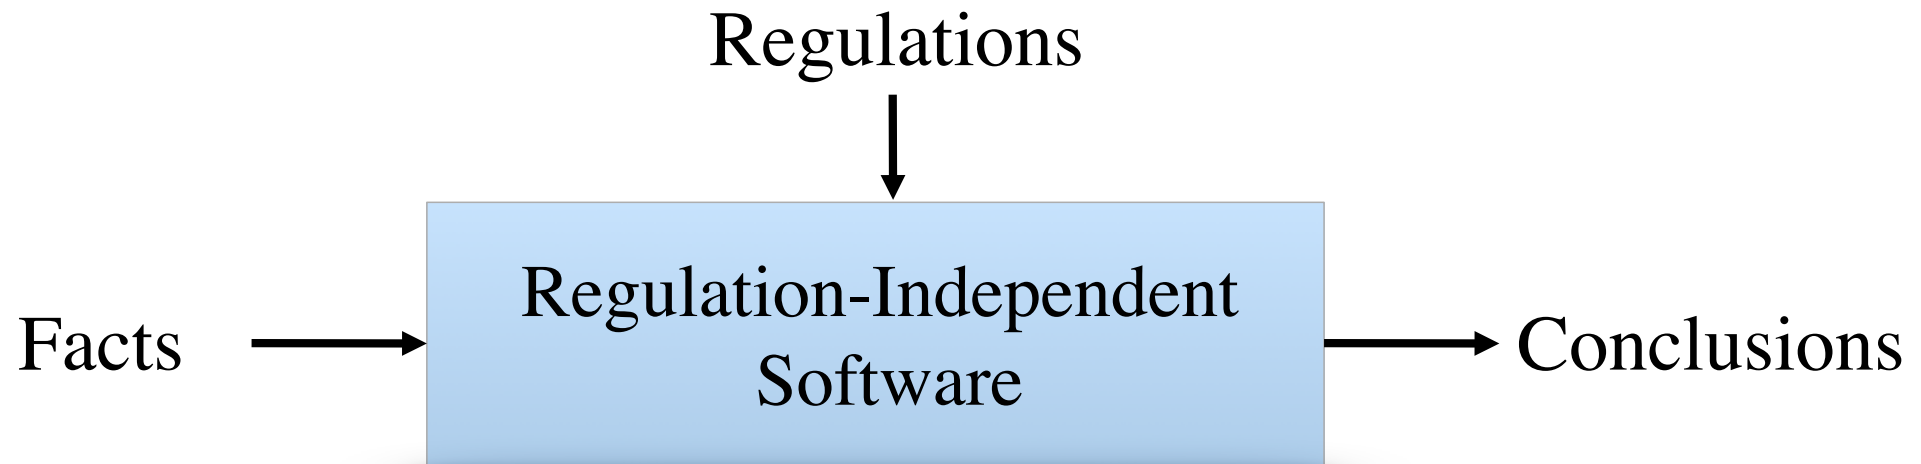 Regulations
Regulation-Independent
Facts
Conclusions
Software